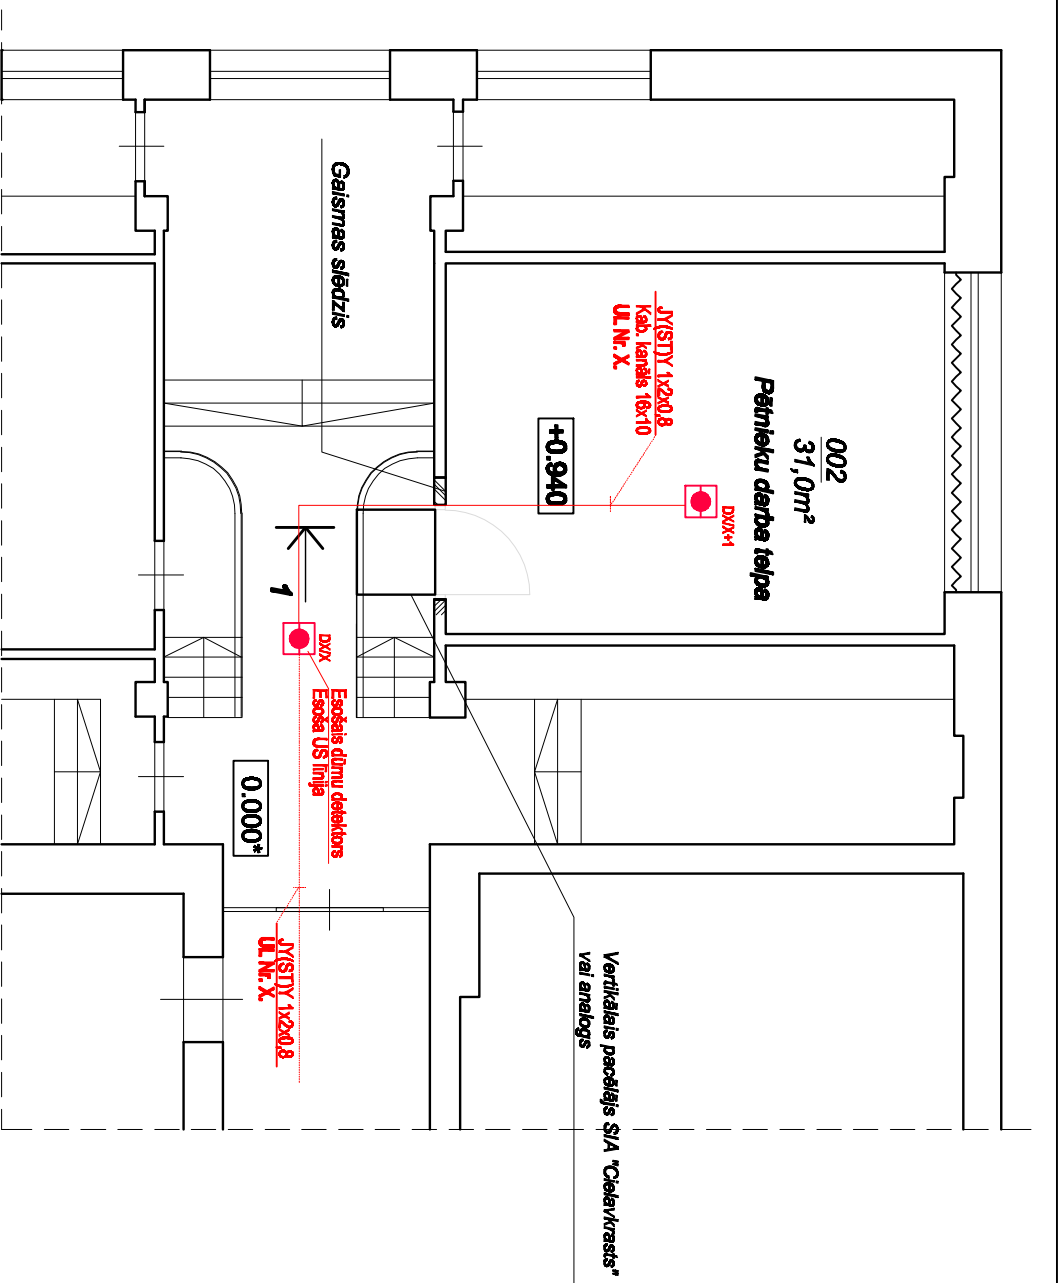 002
31,0m²
Pētnieku darba telpa
DX/X+1
JY(ST)Y 1x2x0,8
Kab. kanāls 16x10
UL Nr. X.
+0.940
Gaismas slēdzis
1
DX/X
Esošais dūmu detektors
Esoša US līnija
0.000*
JY(ST)Y 1x2x0,8
UL Nr. X.
Vertikālais pacēlājs SIA "Cielavkrasts"
vai analogs